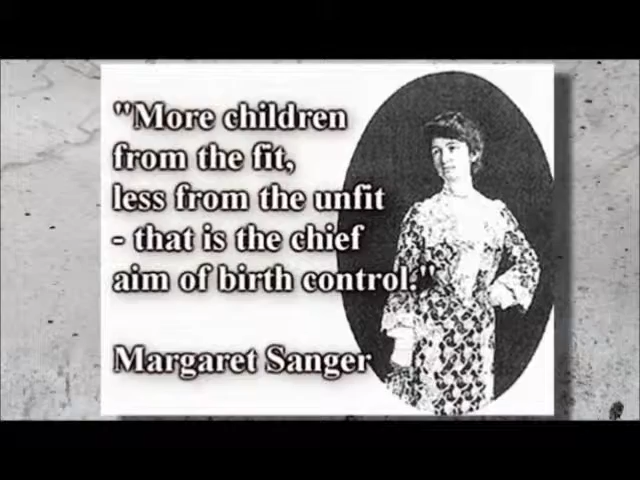 "More children
from the fit,
less from the unfit
- that is the chief
aim of birth control."
Margaret Sanger